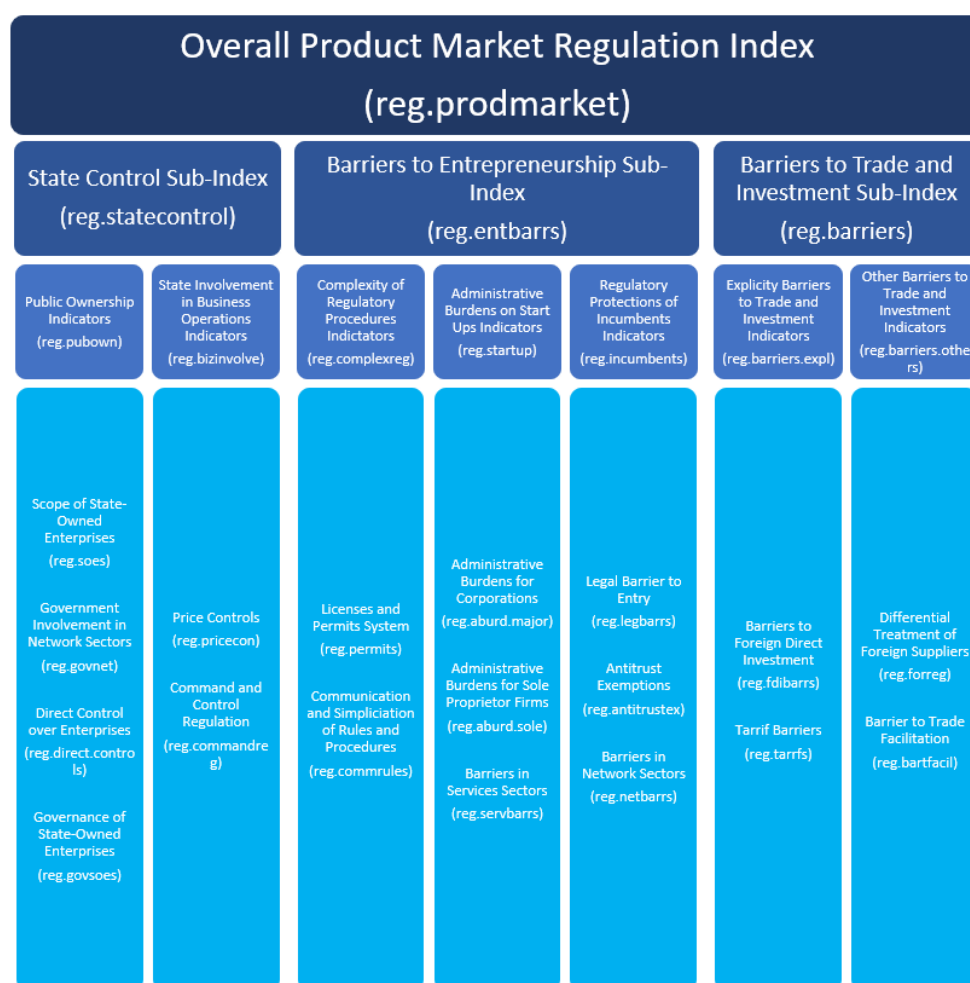 Overall Product Market Regulation Index
(reg.prodmarket)
State Control Sub-Index
(reg.statecontrol)
Barriers to Entrepreneurship Sub-
Index
(reg.entbarrs)
Barriers to Trade and
Investment Sub-Index
(reg.barriers)
Public Ownership
Indicators
(reg.pubown)
State Involvement
in Business
Operations
Indicators
(reg.bizinvolve)
Complexity of
Regulatory
Procedures
Indictators
(reg.complexreg)
Administrative
Burdens on Start
Ups Indicators
(reg.startup)
Regulatory
Protections of
Incumbents
Indicators
(reg.incumbents)
Explicity Barriers
to Trade and
Investment
Indicators
(reg.barriers.expl)
Other Barriers to
Trade and
Investment
Indicators
(reg.barriers.othe
rs)
Scope of State-
Owned
Enterprises
(reg.soes)
Government
Involvement in
Network Sectors
(reg.govnet)
Direct Control
over Enterprises
(reg.direct.contro
ls)
Governance of
State-Owned
Enterprises
(reg.govsoes)
Price Controls
(reg.pricecon)
Command and
Control
Regulation
(reg.commandre
g)
Licenses and
Permits System
(reg.permits)
Communication
and Simpliciation
of Rules and
Procedures
(reg.commrules)
Administrative
Burdens for
Corporations
(reg.aburd.major)
Administrative
Burdens for Sole
Proprietor Firms
(reg.aburd.sole)
Barriers in
Services Sectors
(reg.servbarrs)
Legal Barrier to
Entry
(reg.legbarrs)
Antitrust
Exemptions
(reg.antitrustex)
Barriers in
Network Sectors
(reg.netbarrs)
Barriers to
Foreign Direct
Investment
(reg.fdibarrs)
Tarrif Barriers
(reg.tarrfs)
Differential
Treatment of
Foreign Suppliers
(reg.forreg)
Barrier to Trade
Facilitation
(reg.bartfacil)